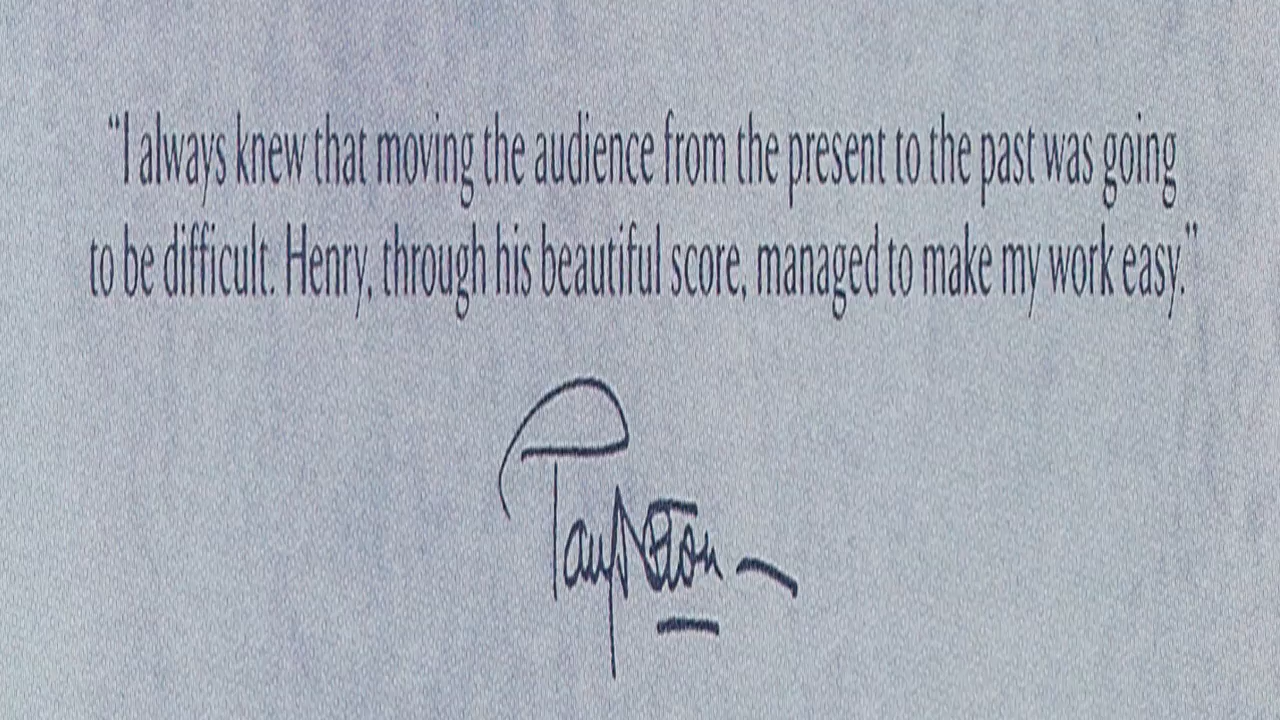 “I always knew that moving the audience from the present to the past was going
to be difficult. Henry, through his beautiful score, managed to make my work easy.”